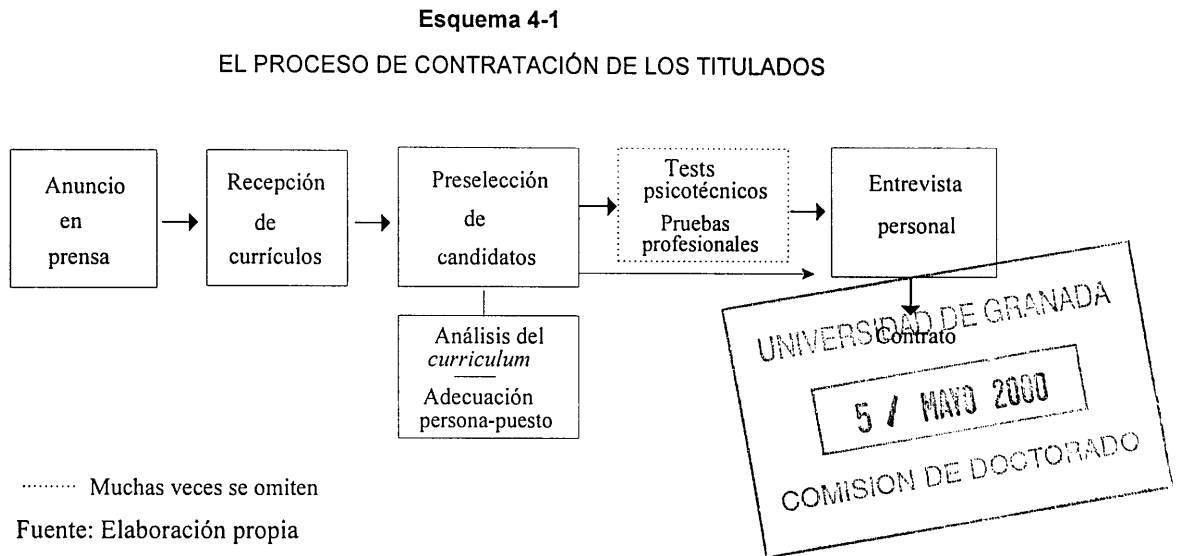 Esquema 4-1
EL PROCESO DE CONTRATACIÓN DE LOS TITULADOS
Anuncio
en
prensa
Recepción
de
currículos
Preselección
de
candidatos
Tests
psicotécnicos
Pruebas
profesionales
Entrevista
personal
Análisis del
curriculum
Adecuación
persona-puesto
Contrato
UNIVERSIDAD DE GRANADA
5 / MAYO 2000
COMISION DE DOCTORADO
Muchas veces se omiten
Fuente: Elaboración propia